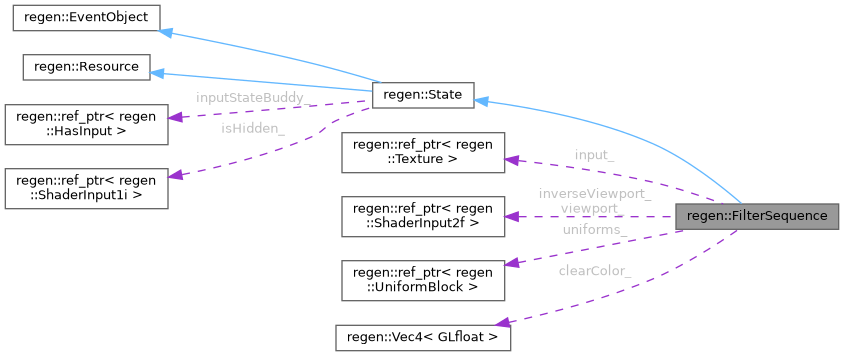 regen::EventObject
regen::Resource
regen::State
inputStateBuddy_
regen::ref_ptr< regen
::HasInput >
isHidden_
regen::ref_ptr< regen
::ShaderInput1i >
regen::ref_ptr< regen
::Texture >
input_
regen::ref_ptr< regen
::ShaderInput2f >
inverseViewport_
viewport_
regen::FilterSequence
uniforms_
regen::ref_ptr< regen
::UniformBlock >
clearColor_
regen::Vec4< GLfloat >